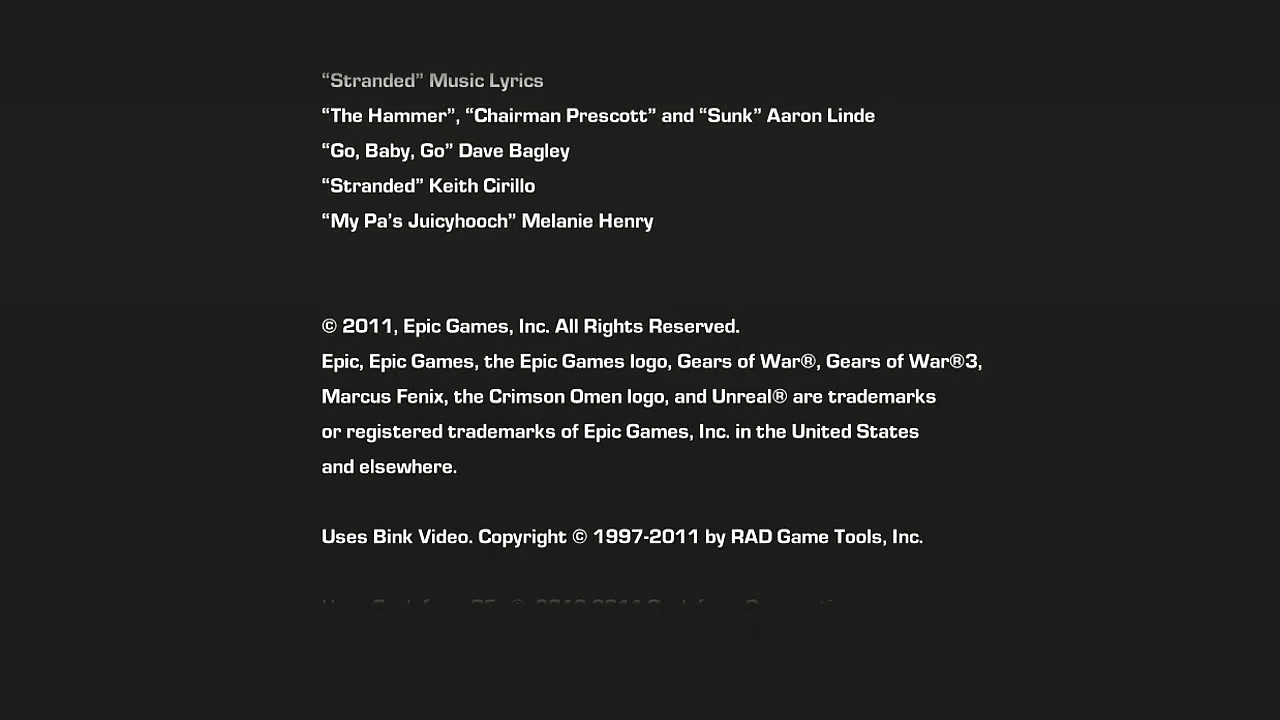 “Stranded” Music Lyrics
“The Hammer”, “Chairman Prescott” and “Sunk” Aaron Linde
“Go, Baby, Go” Dave Bagley
“Stranded” Keith Cirillo
“My Pa’s Juicyhooch” Melanie Henry
© 2011, Epic Games, Inc. All Rights Reserved.
Epic, Epic Games, the Epic Games logo, Gears of War®, Gears of War®3,
Marcus Fenix, the Crimson Omen logo, and Unreal® are trademarks
or registered trademarks of Epic Games, Inc. in the United States
and elsewhere.
Uses Bink Video. Copyright © 1997-2011 by RAD Game Tools, Inc.